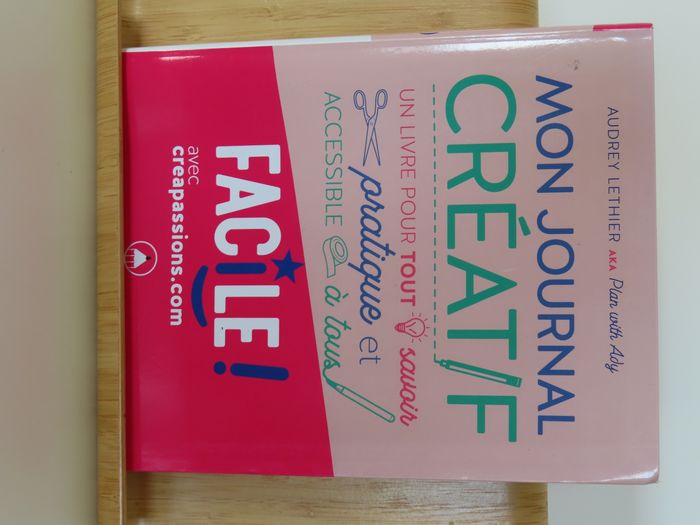 AUDREY LETHIER AKA Plan with Ady
MON JOURNAL
CRÉATIF
UN LIVRE POUR TOUT savoir
pratique et
ACCESSIBLE à tous
FACILE !
avec
creapassions.com